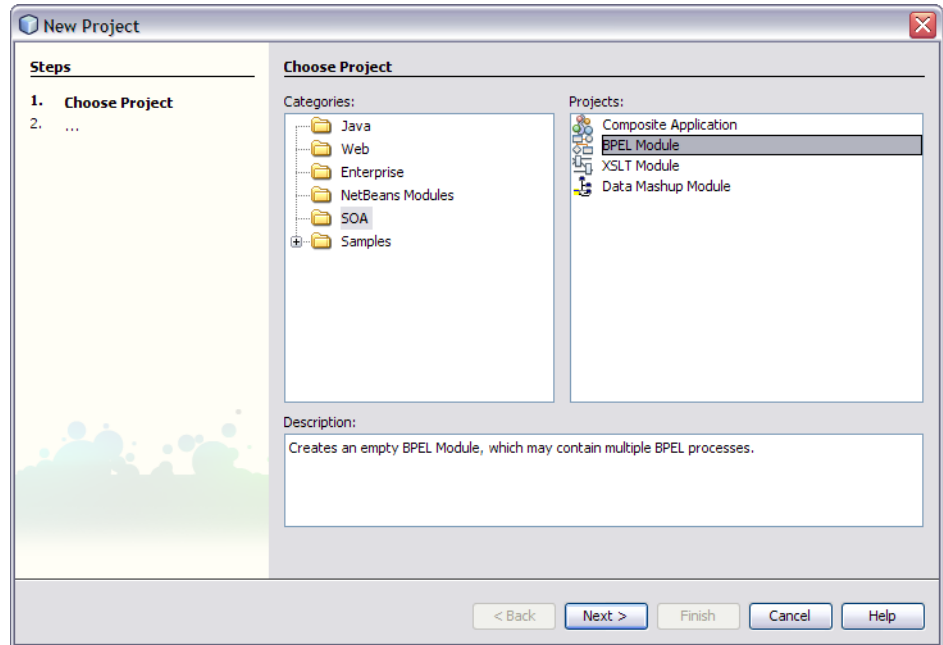 New Project
Steps
1. Choose Project
2. ...
Choose Project
Categories:
Java
Web
Enterprise
NetBeans Modules
SOA
Samples
Projects:
Composite Application
BPEL Module
XSLT Module
Data Mashup Module
Description:
Creates an empty BPEL Module, which may contain multiple BPEL processes.
< Back Next > Finish Cancel Help